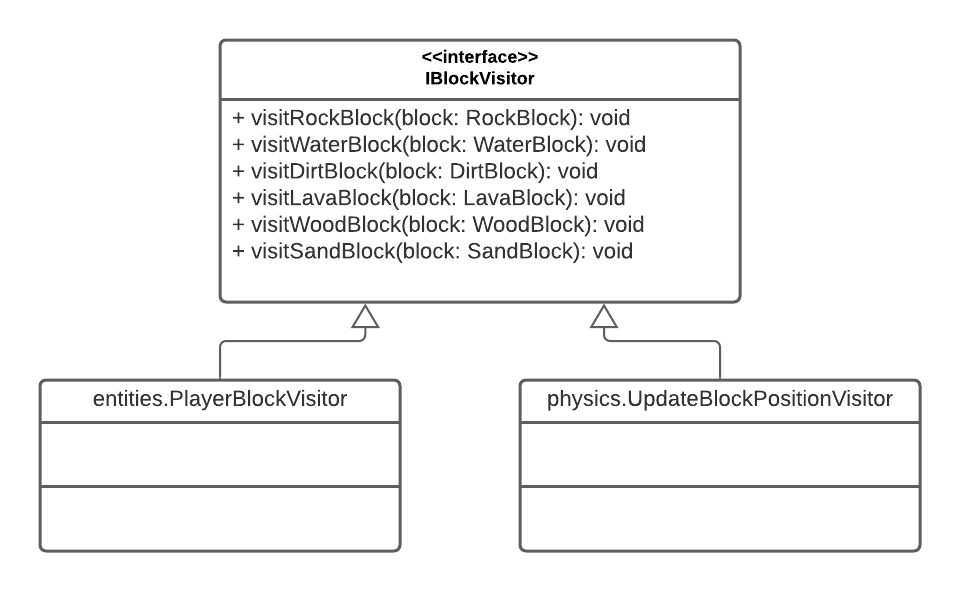 <<interface>>
IBlockVisitor
+ visitRockBlock(block: RockBlock): void
+ visitWaterBlock(block: WaterBlock): void
+ visitDirtBlock(block: DirtBlock): void
+ visitLavaBlock(block: LavaBlock): void
+ visitWoodBlock(block: WoodBlock): void
+ visitSandBlock(block: SandBlock): void
entities.PlayerBlockVisitor
physics.UpdateBlockPositionVisitor